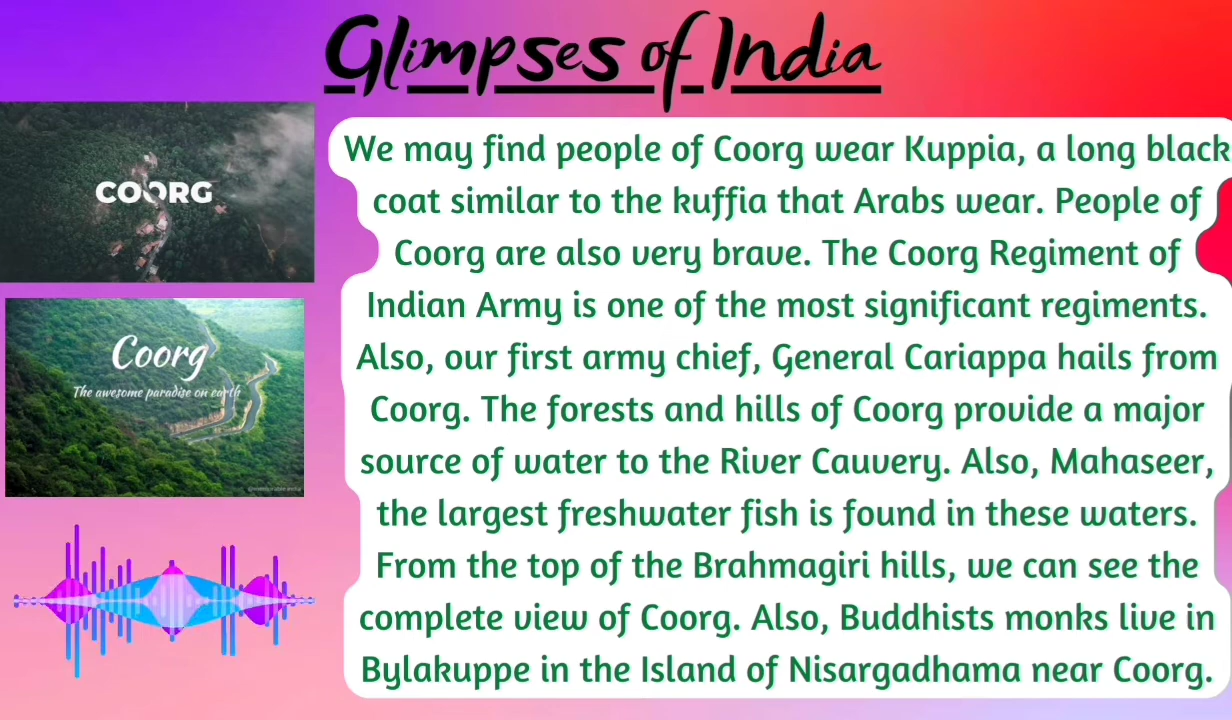 Glimpses of India
COORG
Coorg
The awesome paradise on earth
We may find people of Coorg wear Kuppia, a long black
coat similar to the kuffia that Arabs wear. People of
Coorg are also very brave. The Coorg Regiment of
Indian Army is one of the most significant regiments.
Also, our first army chief, General Cariappa hails from
Coorg. The forests and hills of Coorg provide a major
source of water to the River Cauvery. Also, Mahaseer,
the largest freshwater fish is found in these waters.
From the top of the Brahmagiri hills, we can see the
complete view of Coorg. Also, Buddhists monks live in
Bylakuppe in the Island of Nisargadhama near Coorg.